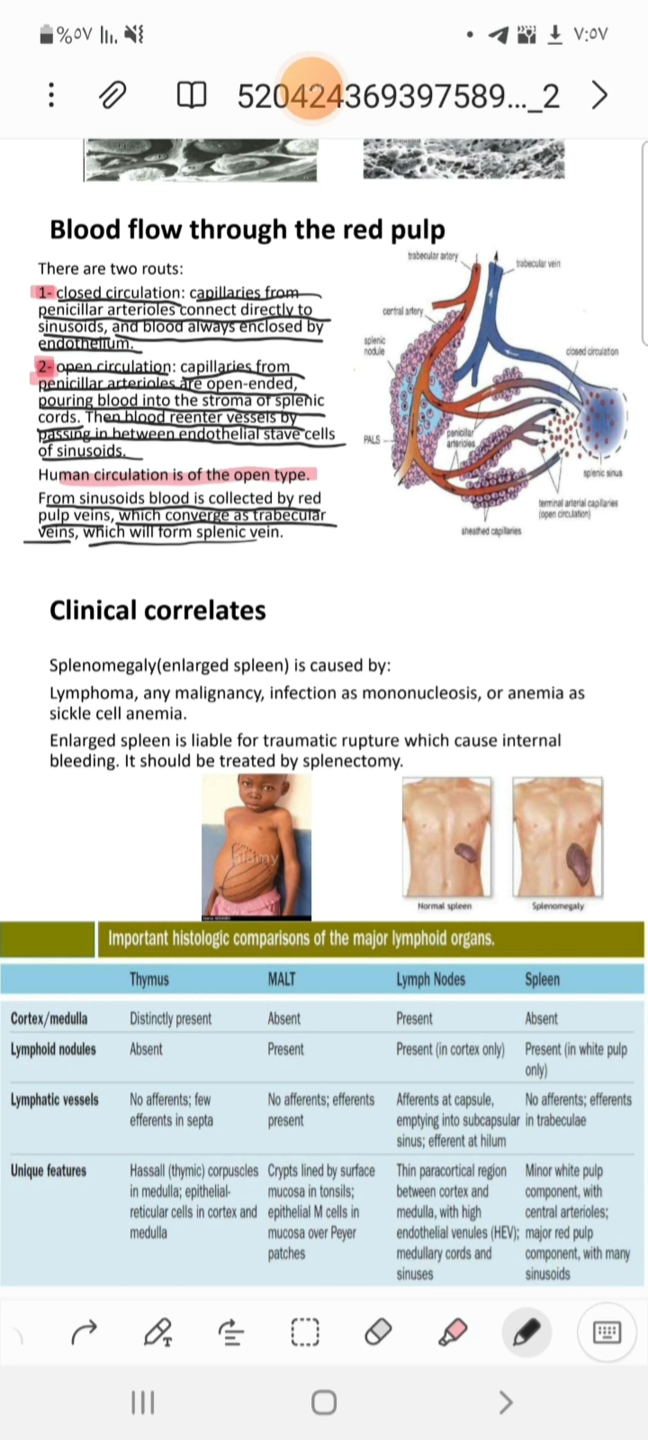 %٥٧
٧:٥٧
520424369397589..._2
Blood flow through the red pulp
There are two routs:
1- closed circulation: capillaries from
penicillar arterioles connect directly to
sinusoids, and blood always enclosed by
endothelium.
2- open circulation: capillaries from
penicillar arterioles are open-ended,
pouring blood into the stroma of splenic
cords. Then blood reenter vessels by
passing in between endothelial stave cells
of sinusoids.
Human circulation is of the open type.
From sinusoids blood is collected by red
pulp veins, which converge as trabecular
veins, which will form splenic vein.
trabecular artery
trabecular vein
central artery
splenic
nodule
closed circulation
PALS
penicillar
arterioles
splenic sinus
terminal arterial capillaries
(open circulation)
sheathed capillaries
Clinical correlates
Splenomegaly(enlarged spleen) is caused by:
Lymphoma, any malignancy, infection as mononucleosis, or anemia as
sickle cell anemia.
Enlarged spleen is liable for traumatic rupture which cause internal
bleeding. It should be treated by splenectomy.
alamy
Normal spleen
Splenomegaly
Important histologic comparisons of the major lymphoid organs.
Thymus MALT Lymph Nodes Spleen
Cortex/medulla Distinctly present Absent Present Absent
Lymphoid nodules Absent Present Present (in cortex only) Present (in white pulp
only)
Lymphatic vessels No afferents; few No afferents; efferents Afferents at capsule, No afferents; efferents
efferents in septa present emptying into subcapsular in trabeculae
sinus; efferent at hilum
Unique features Hassall (thymic) corpuscles Crypts lined by surface Thin paracortical region Minor white pulp
in medulla; epithelial- mucosa in tonsils; between cortex and component, with
reticular cells in cortex and epithelial M cells in medulla, with high central arterioles;
medulla mucosa over Peyer endothelial venules (HEV); major red pulp
patches medullary cords and component, with many
sinuses sinusoids